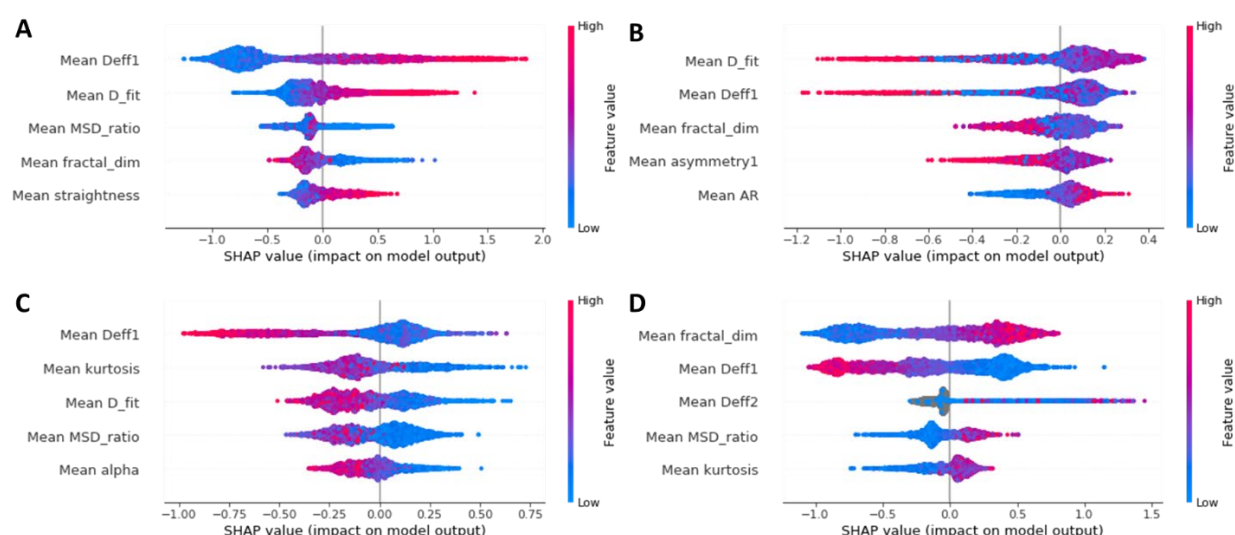 A
High
Mean Deff1
Mean D_fit
Mean MSD_ratio
Mean fractal_dim
Mean straightness
Feature value
Low
−1.0 −0.5 0.0 0.5 1.0 1.5 2.0
SHAP value (impact on model output)
B
High
Mean D_fit
Mean Deff1
Mean fractal_dim
Mean asymmetry1
Mean AR
Feature value
Low
−1.2 −1.0 −0.8 −0.6 −0.4 −0.2 0.0 0.2 0.4
SHAP value (impact on model output)
C
High
Mean Deff1
Mean kurtosis
Mean D_fit
Mean MSD_ratio
Mean alpha
Feature value
Low
−1.00 −0.75 −0.50 −0.25 0.00 0.25 0.50 0.75
SHAP value (impact on model output)
D
High
Mean fractal_dim
Mean Deff1
Mean Deff2
Mean MSD_ratio
Mean kurtosis
Feature value
Low
−1.0 −0.5 0.0 0.5 1.0 1.5
SHAP value (impact on model output)